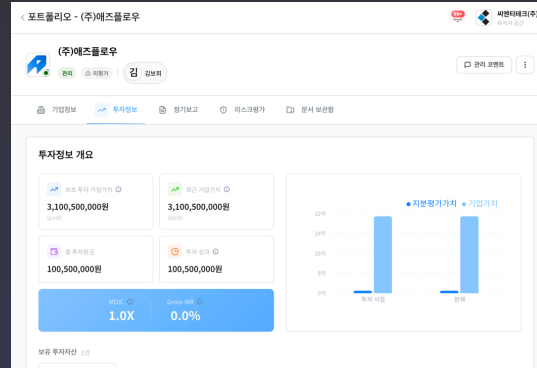 < 포트폴리오 - (주)애즈플로우
99+
씨엔티테크(주)
투자사 공간
(주)애즈플로우
관리
미평가
김
김보희
관리 코멘트
기업정보
투자정보
정기보고
리스크평가
문서 보관함
투자정보 개요
최초 투자 기업가치
3,100,500,000원
(post)
최근 기업가치
3,100,500,000원
(post)
총 투자원금
100,500,000원
투자 성과
100,500,000원
MOIC
1.0X
Gross IRR
0.0%
지분평가가치
기업가치
32억
24억
16억
8억
0억
투자 시점
현재
보유 투자자산 1건